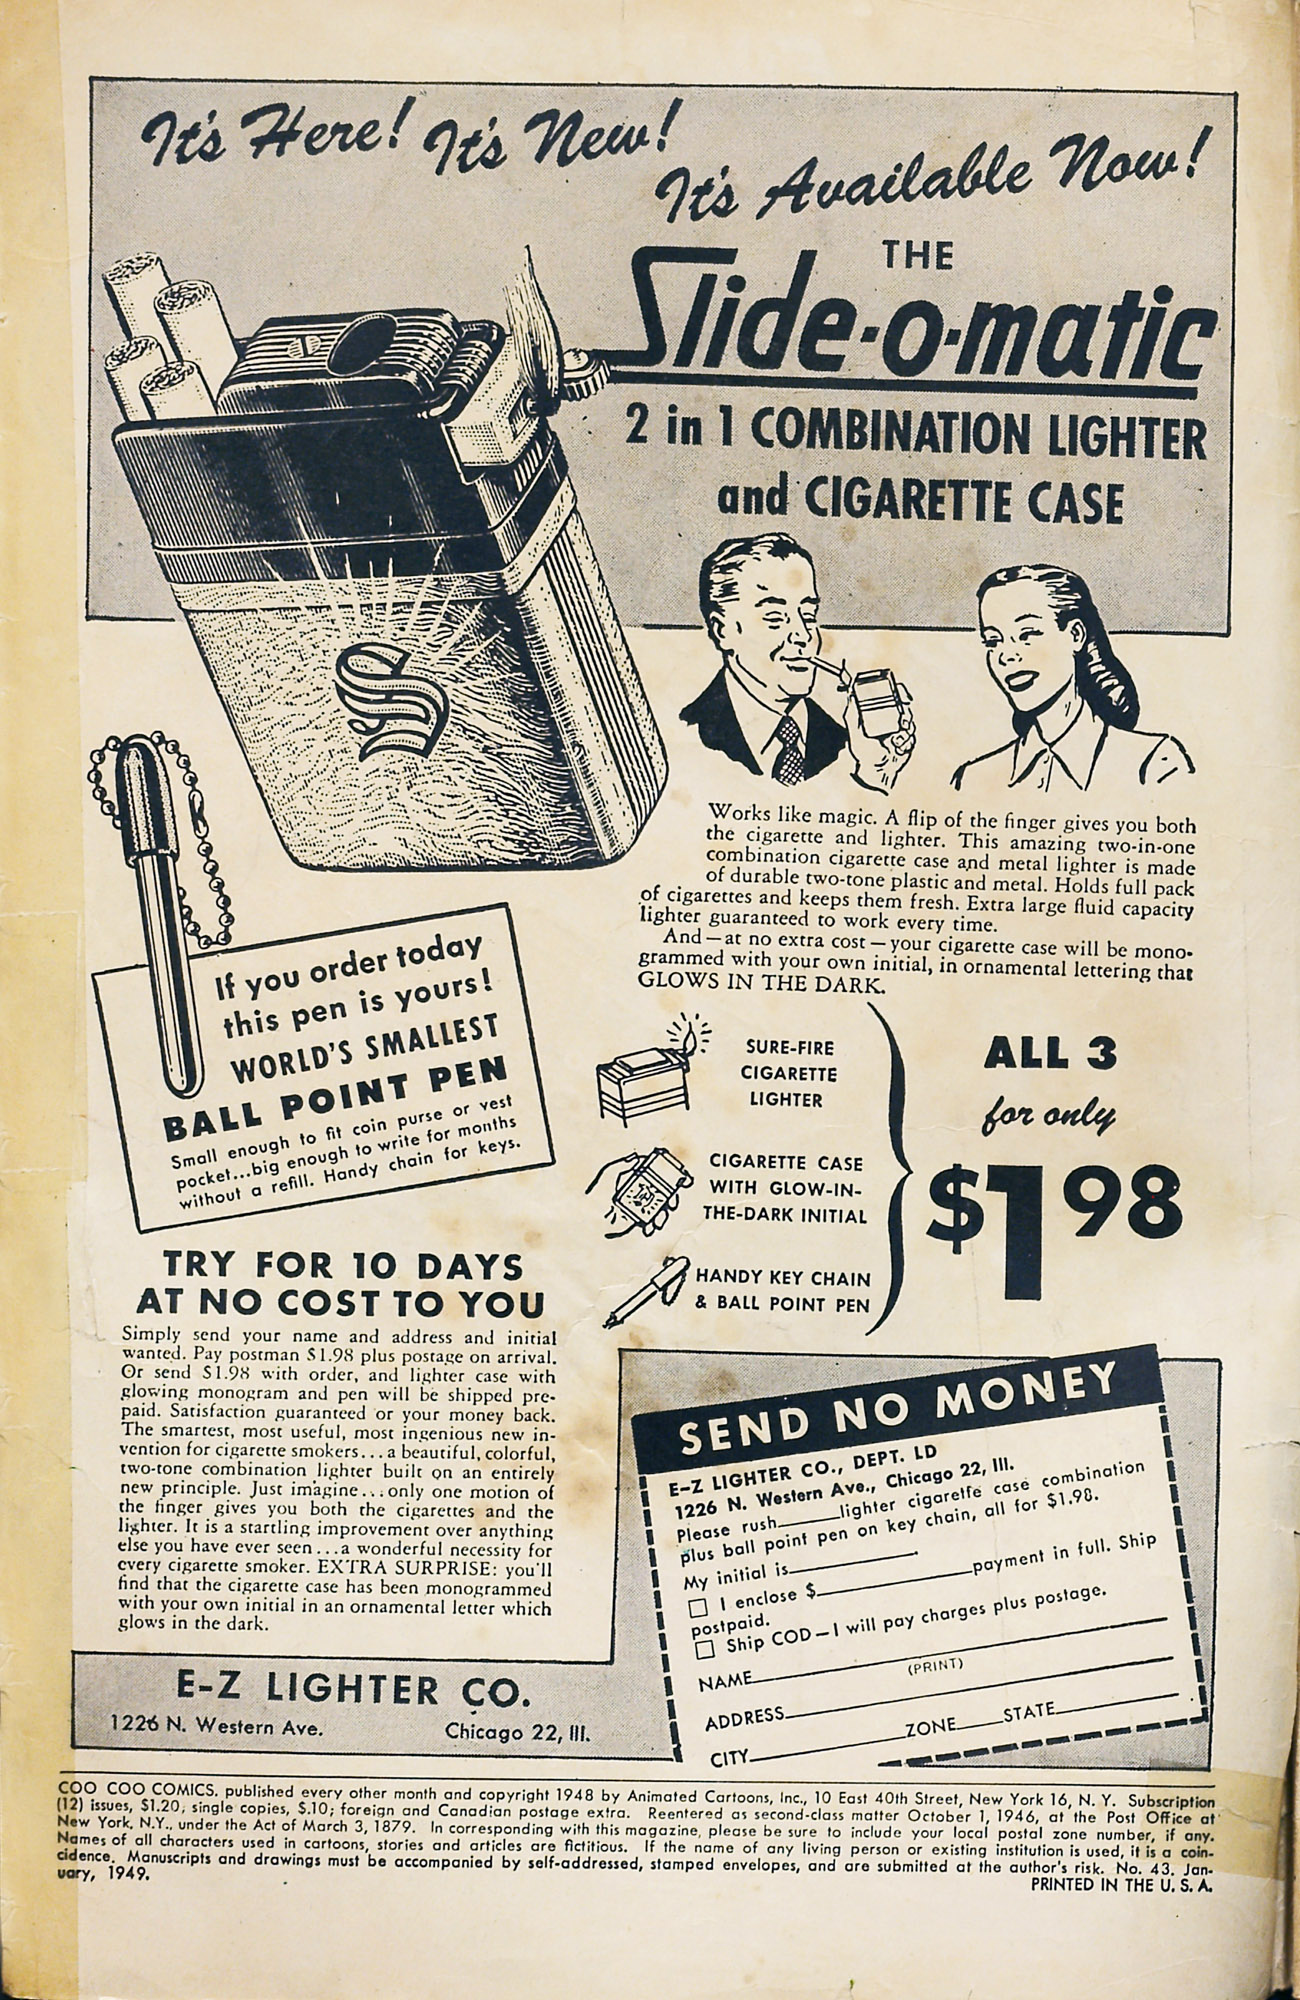 It's Here! It's New!
It's Available Now!
THE
Slide-o-matic
2 in 1 COMBINATION LIGHTER
and CIGARETTE CASE
S
Works like magic. A flip of the finger gives you both
the cigarette and lighter. This amazing two-in-one
combination cigarette case and metal lighter is made
of durable two-tone plastic and metal. Holds full pack
of cigarettes and keeps them fresh. Extra large fluid capacity
lighter guaranteed to work every time.
And—at no extra cost—your cigarette case will be mono-
grammed with your own initial, in ornamental lettering that
GLOWS IN THE DARK.
If you order today
this pen is yours!
WORLD'S SMALLEST
BALL POINT PEN
Small enough to fit coin purse or vest
pocket...big enough to write for months
without a refill. Handy chain for keys.
SURE-FIRE
CIGARETTE
LIGHTER
CIGARETTE CASE
WITH GLOW-IN-
THE-DARK INITIAL
HANDY KEY CHAIN
& BALL POINT PEN
ALL 3
for only
$1 98
TRY FOR 10 DAYS
AT NO COST TO YOU
Simply send your name and address and initial
wanted. Pay postman $1.98 plus postage on arrival.
Or send $1.98 with order, and lighter case with
glowing monogram and pen will be shipped pre-
paid. Satisfaction guaranteed or your money back.
The smartest, most useful, most ingenious new in-
vention for cigarette smokers...a beautiful, colorful,
two-tone combination lighter built on an entirely
new principle. Just imagine...only one motion of
the finger gives you both the cigarettes and the
lighter. It is a startling improvement over anything
else you have ever seen...a wonderful necessity for
every cigarette smoker. EXTRA SURPRISE: you'll
find that the cigarette case has been monogrammed
with your own initial in an ornamental letter which
glows in the dark.
E-Z LIGHTER CO.
1226 N. Western Ave. Chicago 22, Ill.
SEND NO MONEY
E-Z LIGHTER CO., DEPT. LD
1226 N. Western Ave., Chicago 22, Ill.
Please rush______lighter cigarette case combination
plus ball point pen on key chain, all for $1.98.
My initial is____________.
I enclose $______________payment in full. Ship
postpaid.
Ship COD—I will pay charges plus postage.
NAME______________
(PRINT)
ADDRESS______________
CITY______________ZONE____STATE__________
COO COO COMICS, published every other month and copyright 1948 by Animated Cartoons, Inc., 10 East 40th Street, New York 16, N. Y. Subscription
(12) issues, $1.20; single copies, $.10; foreign and Canadian postage extra. Reentered as second-class matter October 1, 1946, at the Post Office at
New York, N.Y., under the Act of March 3, 1879. In corresponding with this magazine, please be sure to include your local postal zone number, if any.
Names of all characters used in cartoons, stories and articles are fictitious. If the name of any living person or existing institution is used, it is a coin-
cidence. Manuscripts and drawings must be accompanied by self-addressed, stamped envelopes, and are submitted at the author's risk. No. 43. Jan-
uary, 1949. PRINTED IN THE U. S. A.